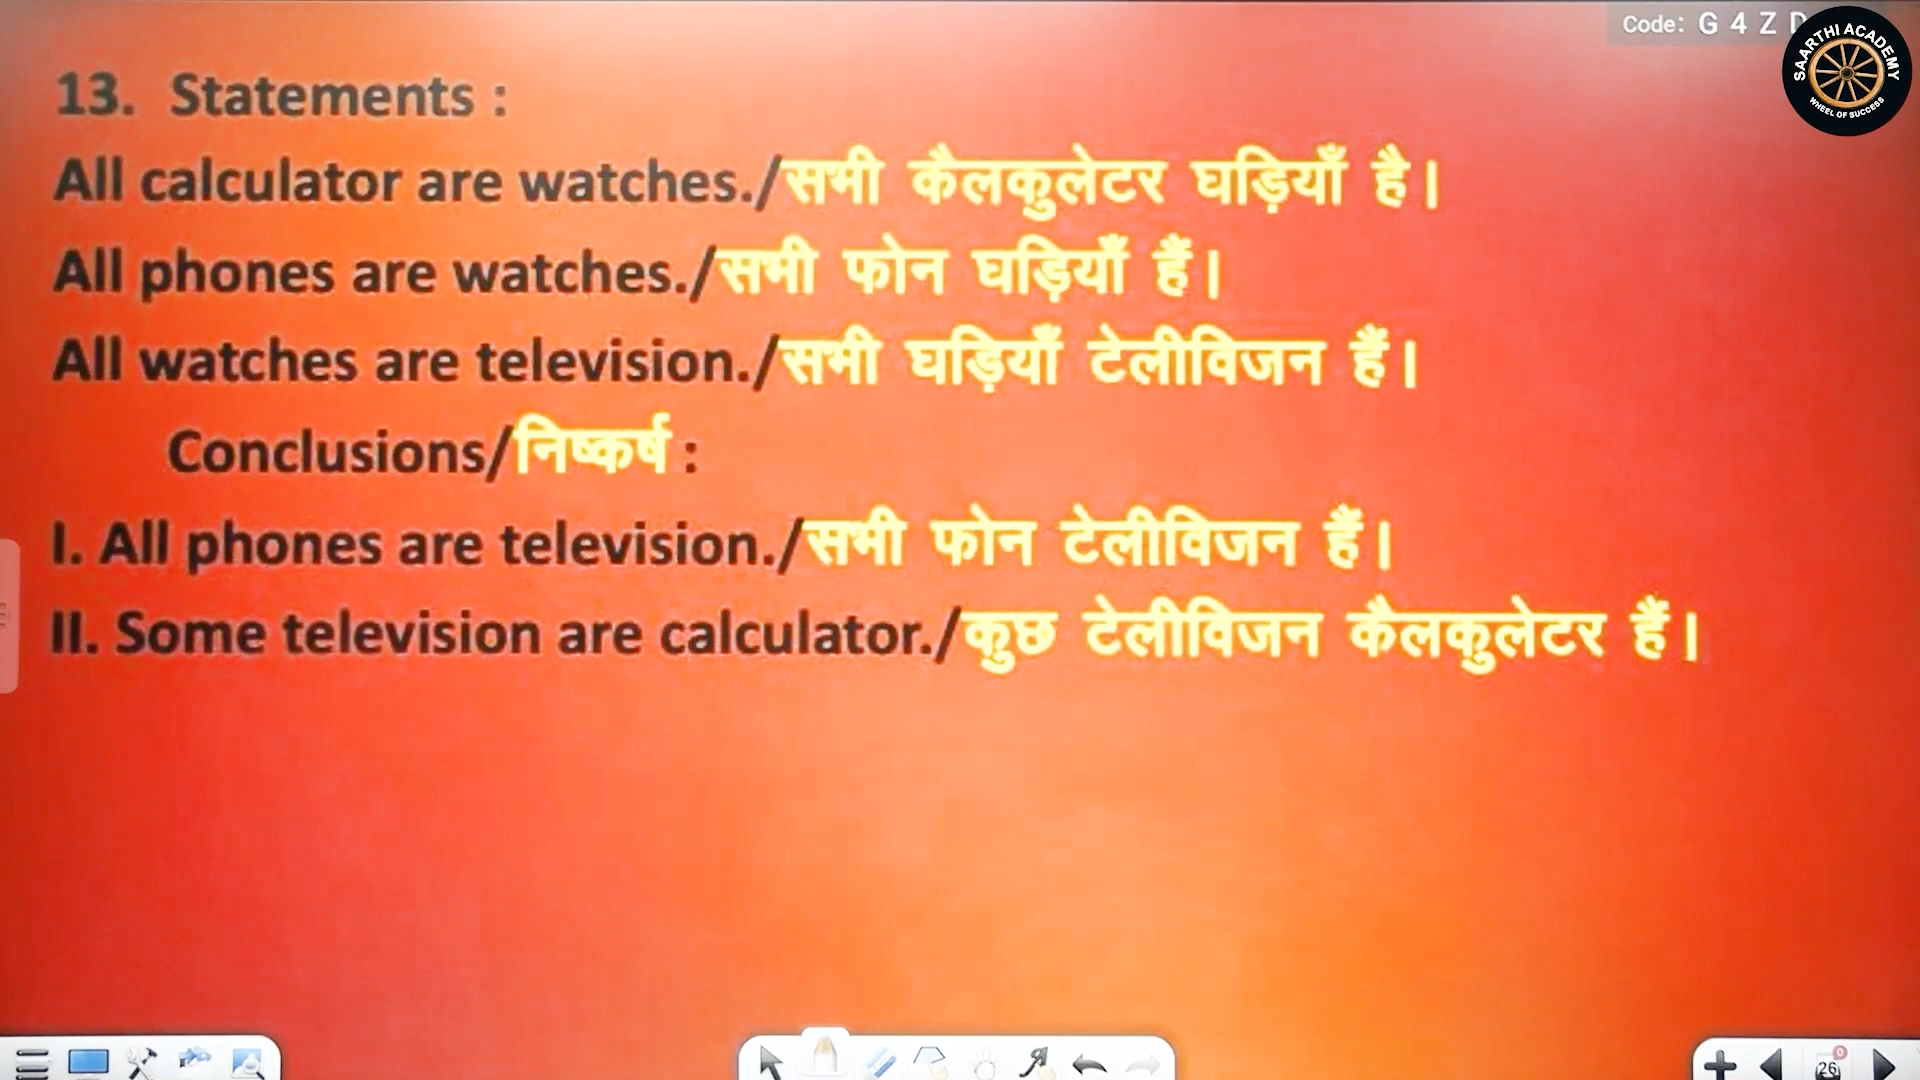 Code: G 4 Z
SAARTHI ACADEMY
WHEEL OF SUCCESS
13. Statements :
All calculator are watches./सभी कैलकुलेटर घड़ियाँ है।
All phones are watches./सभी फोन घड़ियाँ हैं।
All watches are television./सभी घड़ियाँ टेलीविजन हैं।
Conclusions/निष्कर्ष :
I. All phones are television./सभी फोन टेलीविजन हैं।
II. Some television are calculator./कुछ टेलीविजन कैलकुलेटर हैं।
26
0